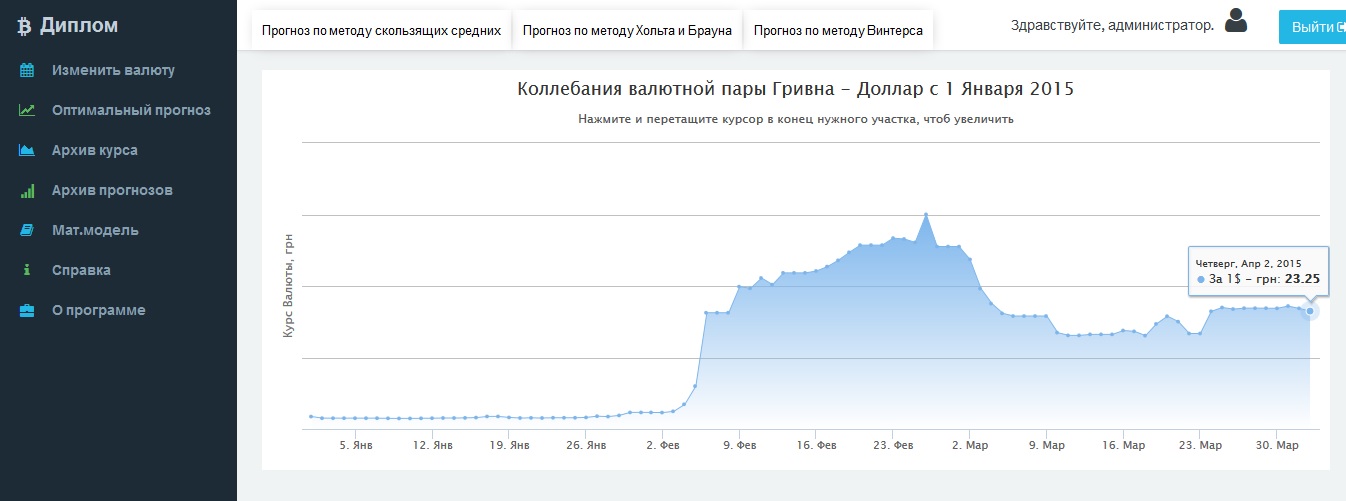 Диплом
Изменить валюту
Оптимальный прогноз
Архив курса
Архив прогнозов
Мат.модель
Справка
О программе
Прогноз по методу скользящих средних
Прогноз по методу Хольта и Брауна
Прогноз по методу Винтерса
Здравствуйте, администратор.
Выйти
Коллебания валютной пары Гривна - Доллар с 1 Января 2015
Нажмите и перетащите курсор в конец нужного участка, чтоб увеличить
Курс Валюты, грн
Четверг, Апр 2, 2015
За 1$ - грн: 23.25
5. Янв
12. Янв
19. Янв
26. Янв
2. Фев
9. Фев
16. Фев
23. Фев
2. Мар
9. Мар
16. Мар
23. Мар
30. Мар